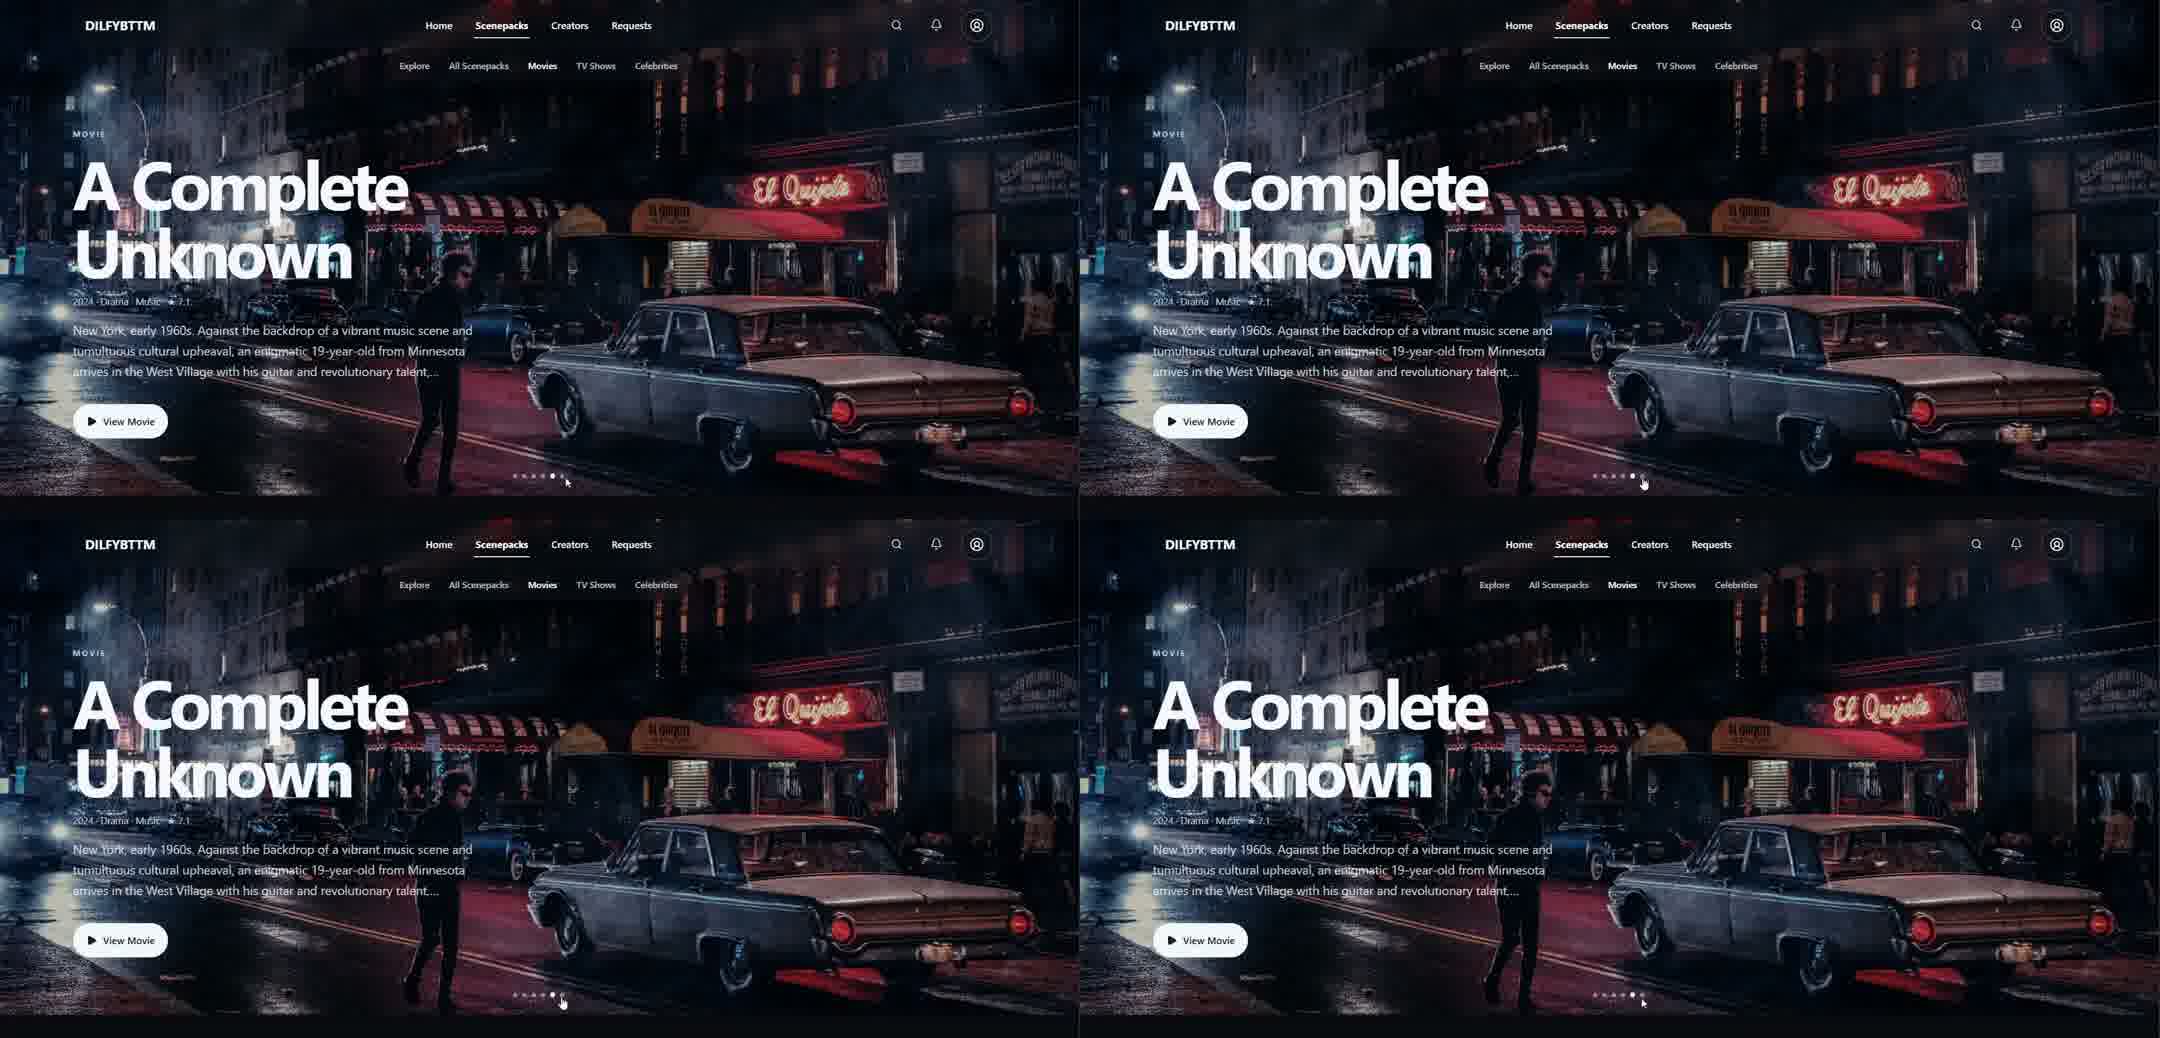 DILFYBTTM
Home Scenepacks Creators Requests
Explore All Scenepacks Movies TV Shows Celebrities
MOVIE
A Complete
Unknown
2024 · Drama · Music ★ 7.1
New York, early 1960s. Against the backdrop of a vibrant music scene and
tumultuous cultural upheaval, an enigmatic 19-year-old from Minnesota
arrives in the West Village with his guitar and revolutionary talent,...
View Movie
El Quijote
DILFYBTTM
Home Scenepacks Creators Requests
Explore All Scenepacks Movies TV Shows Celebrities
MOVIE
A Complete
Unknown
2024 · Drama · Music ★ 7.1
New York, early 1960s. Against the backdrop of a vibrant music scene and
tumultuous cultural upheaval, an enigmatic 19-year-old from Minnesota
arrives in the West Village with his guitar and revolutionary talent,...
View Movie
El Quijote
DILFYBTTM
Home Scenepacks Creators Requests
Explore All Scenepacks Movies TV Shows Celebrities
MOVIE
A Complete
Unknown
2024 · Drama · Music ★ 7.1
New York, early 1960s. Against the backdrop of a vibrant music scene and
tumultuous cultural upheaval, an enigmatic 19-year-old from Minnesota
arrives in the West Village with his guitar and revolutionary talent,...
View Movie
El Quijote
DILFYBTTM
Home Scenepacks Creators Requests
Explore All Scenepacks Movies TV Shows Celebrities
MOVIE
A Complete
Unknown
2024 · Drama · Music ★ 7.1
New York, early 1960s. Against the backdrop of a vibrant music scene and
tumultuous cultural upheaval, an enigmatic 19-year-old from Minnesota
arrives in the West Village with his guitar and revolutionary talent,...
View Movie
El Quijote